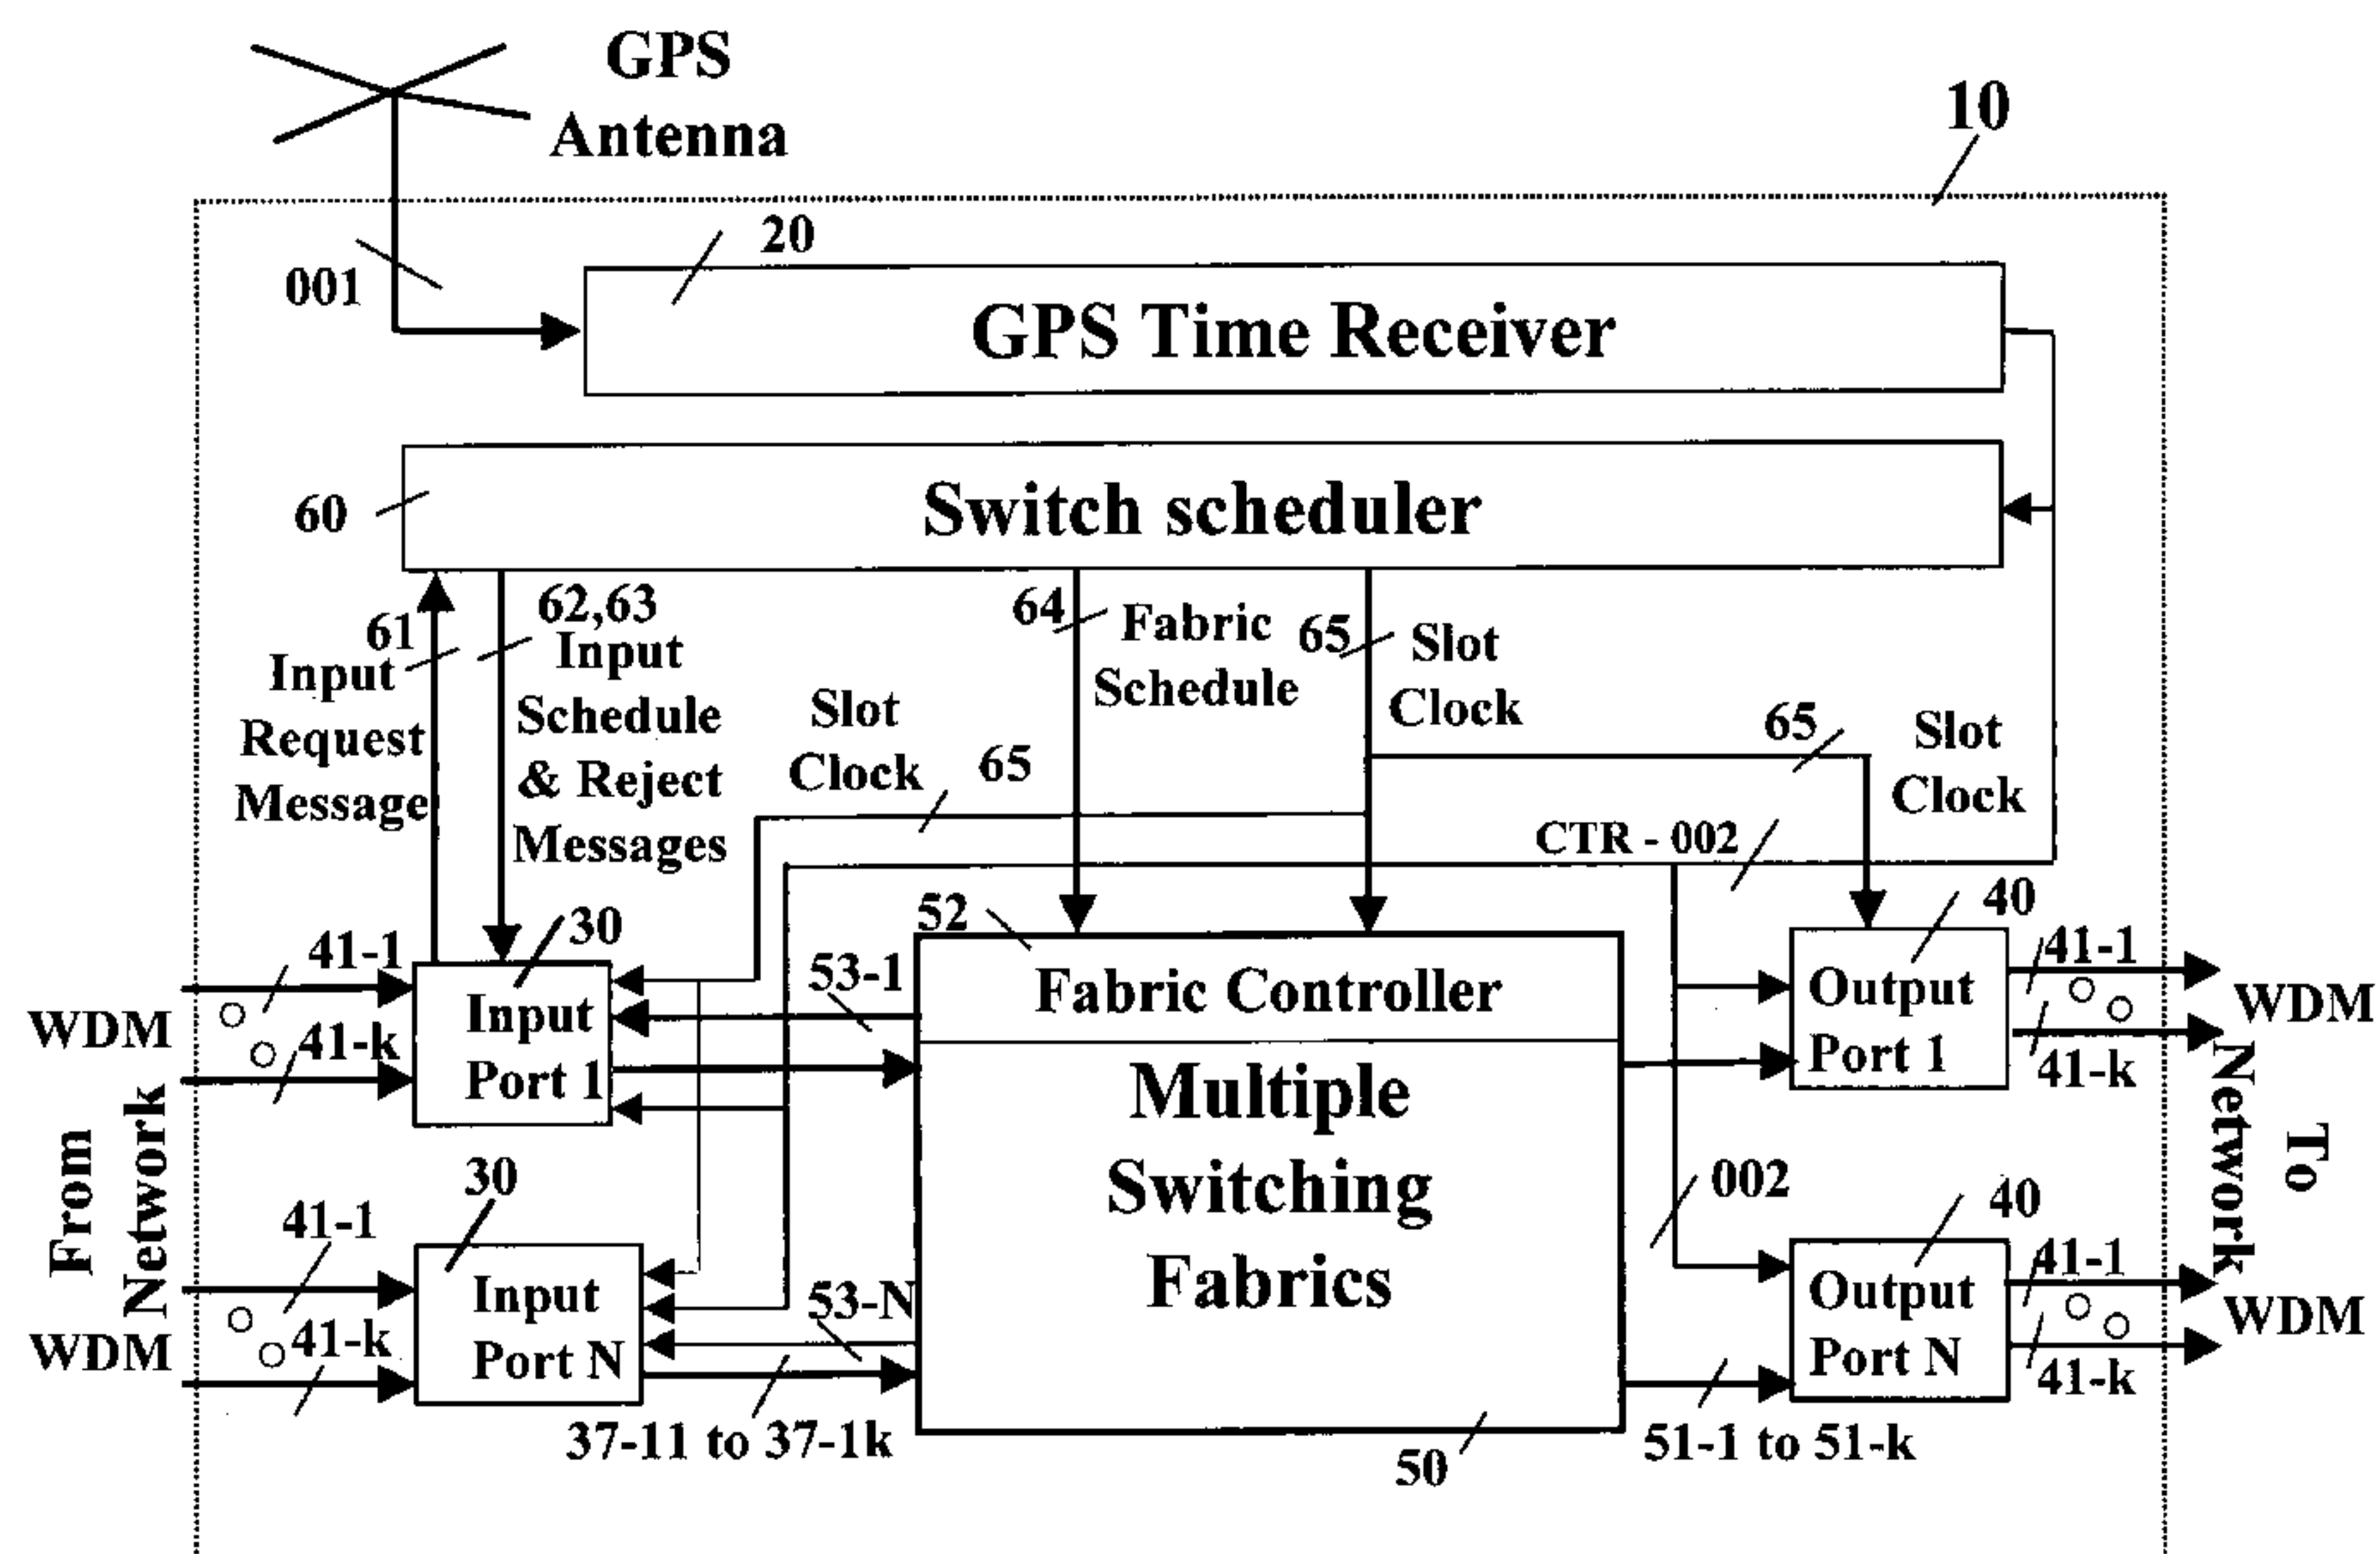 GPS
Antenna
10
001
20
GPS Time Receiver
60
Switch scheduler
61
Input
Request
Message
62,63
Input
Schedule
& Reject
Messages
Slot
Clock
65
64
Fabric
Schedule
65
Slot
Clock
65
Slot
Clock
CTR - 002
41-1
WDM
41-k
30
Input
Port 1
53-1
52
Fabric Controller
Multiple
Switching
Fabrics
50
40
Output
Port 1
41-1
41-k
WDM
From
Network
To
Network
30
41-1
WDM
41-k
Input
Port N
53-N
37-11 to 37-1k
002
40
Output
Port N
41-1
41-k
WDM
51-1 to 51-k